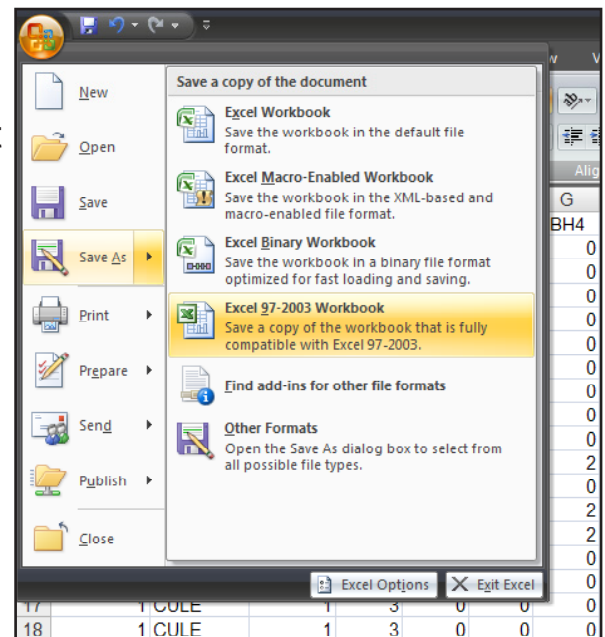 New
Open
Save
Save As
Print
Prepare
Send
Publish
Close
Save a copy of the document
Excel Workbook
Save the workbook in the default file
format.
Excel Macro-Enabled Workbook
Save the workbook in the XML-based and
macro-enabled file format.
Excel Binary Workbook
Save the workbook in a binary file format
optimized for fast loading and saving.
Excel 97-2003 Workbook
Save a copy of the workbook that is fully
compatible with Excel 97-2003.
Find add-ins for other file formats
Other Formats
Open the Save As dialog box to select from
all possible file types.
Excel Options
Exit Excel
Alig
G
BH4
0
0
0
0
0
0
0
0
0
2
0
2
2
0
0
17 1 CULE 1 3 0 0 0
18 1 CULE 1 3 0 0 0